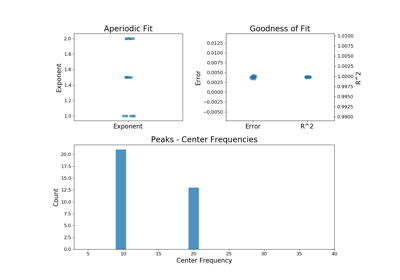 Aperiodic Fit
2.0
1.8
1.6
1.4
1.2
1.0
Exponent
Exponent
Goodness of Fit
0.0125
0.0100
0.0075
0.0050
0.0025
0.0000
-0.0025
-0.0050
Error
1.0100
1.0075
1.0050
1.0025
1.0000
0.9975
0.9950
0.9925
0.9900
R^2
Error R^2
Peaks - Center Frequencies
20.0
17.5
15.0
12.5
10.0
7.5
5.0
2.5
0.0
Count
5 10 15 20 25 30 35 40
Center Frequency